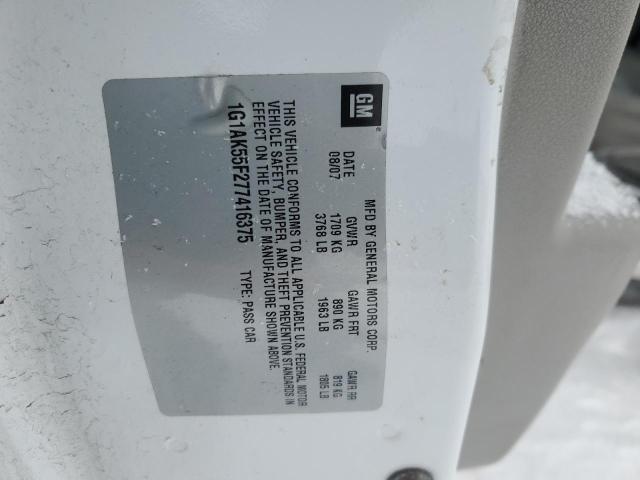 GM
MFD BY GENERAL MOTORS CORP.
DATE GVWR GAWR FRT GAWR RR
08/07 1709 KG 890 KG 819 KG
3768 LB 1963 LB 1805 LB
THIS VEHICLE CONFORMS TO ALL APPLICABLE U.S. FEDERAL MOTOR
VEHICLE SAFETY, BUMPER, AND THEFT PREVENTION STANDARDS IN
EFFECT ON THE DATE OF MANUFACTURE SHOWN ABOVE.
1G1AK55F277416375 TYPE: PASS CAR